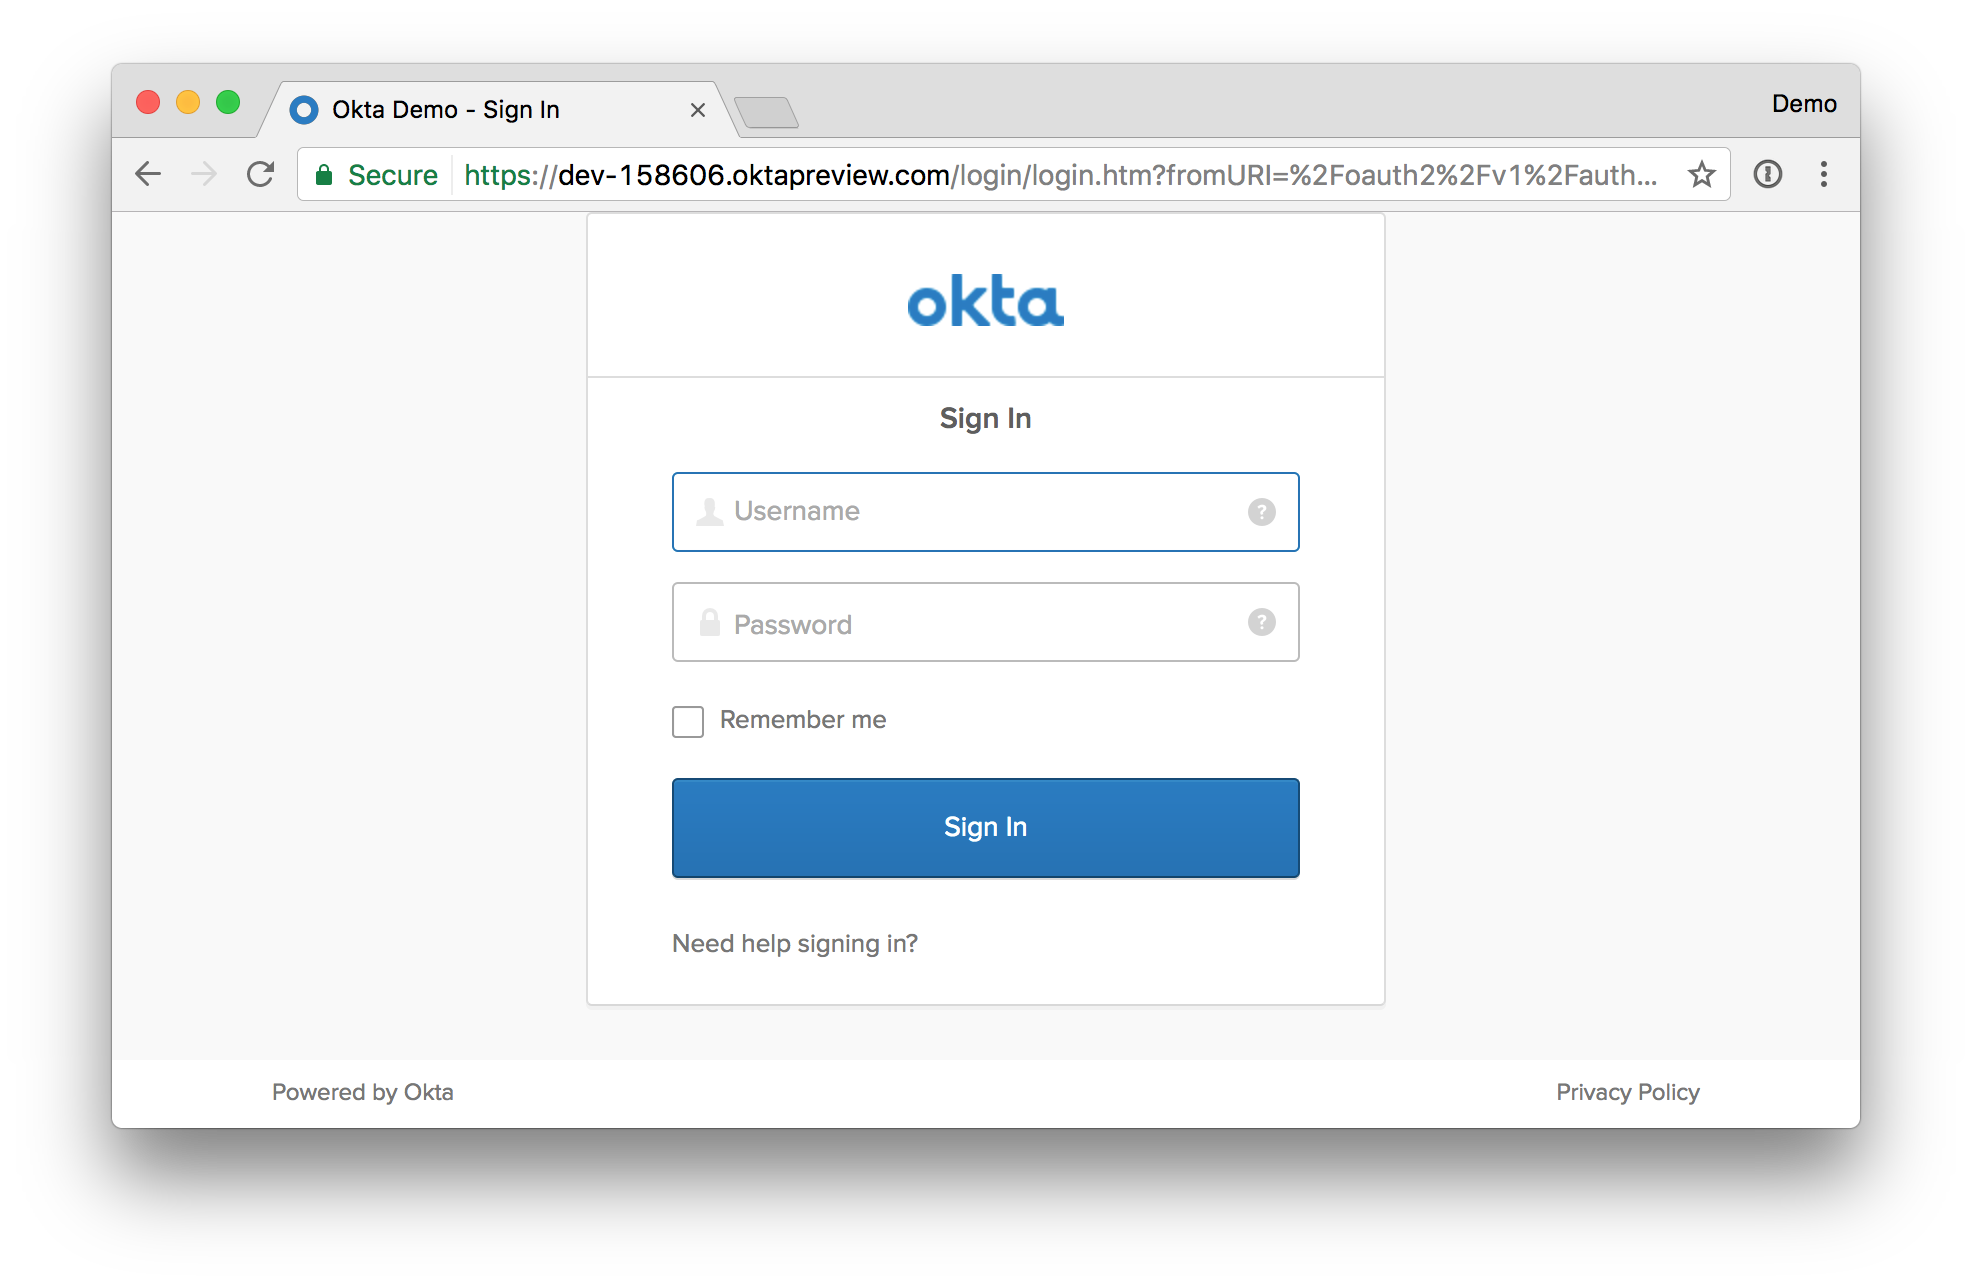 Okta Demo - Sign In
Demo
Secure https://dev-158606.oktapreview.com/login/login.htm?fromURI=%2Foauth2%2Fv1%2Fauth...
okta
Sign In
Username
Password
Remember me
Sign In
Need help signing in?
Powered by Okta
Privacy Policy